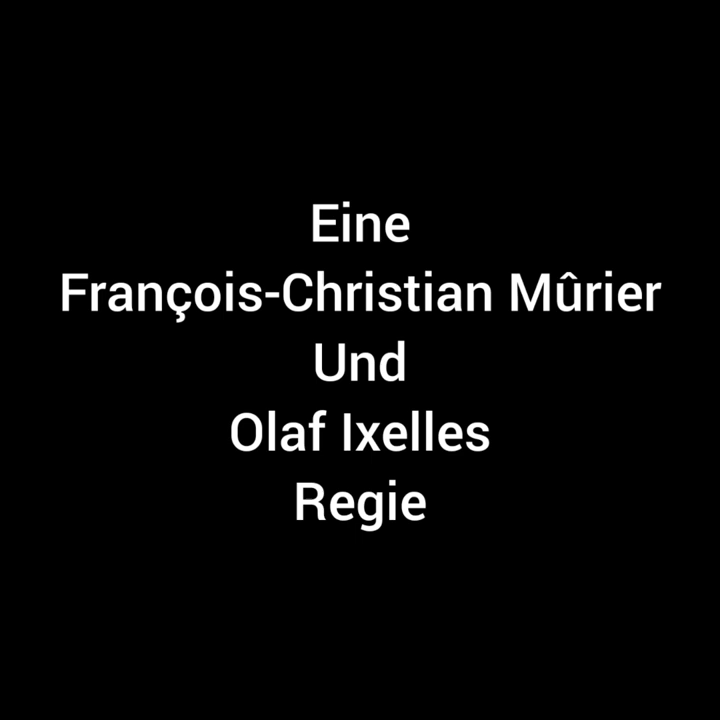 Eine
François-Christian Mûrier
Und
Olaf Ixelles
Regie